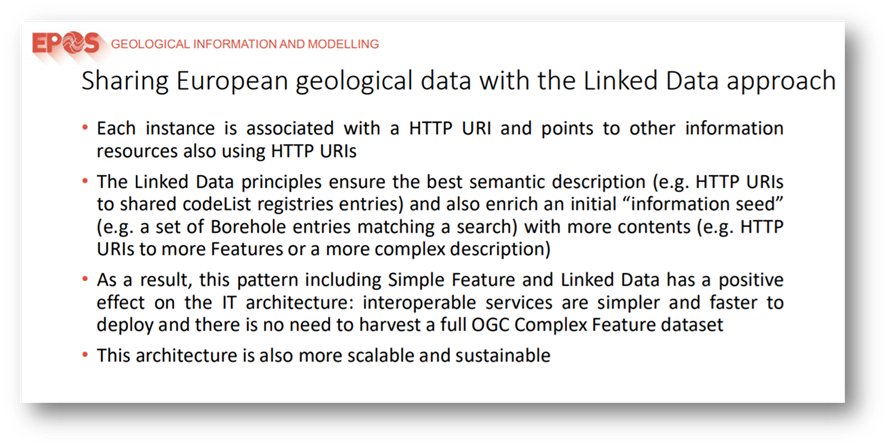 EPOS GEOLOGICAL INFORMATION AND MODELLING
Sharing European geological data with the Linked Data approach
• Each instance is associated with a HTTP URI and points to other information
resources also using HTTP URIs
• The Linked Data principles ensure the best semantic description (e.g. HTTP URIs
to shared codeList registries entries) and also enrich an initial “information seed”
(e.g. a set of Borehole entries matching a search) with more contents (e.g. HTTP
URIs to more Features or a more complex description)
• As a result, this pattern including Simple Feature and Linked Data has a positive
effect on the IT architecture: interoperable services are simpler and faster to
deploy and there is no need to harvest a full OGC Complex Feature dataset
• This architecture is also more scalable and sustainable